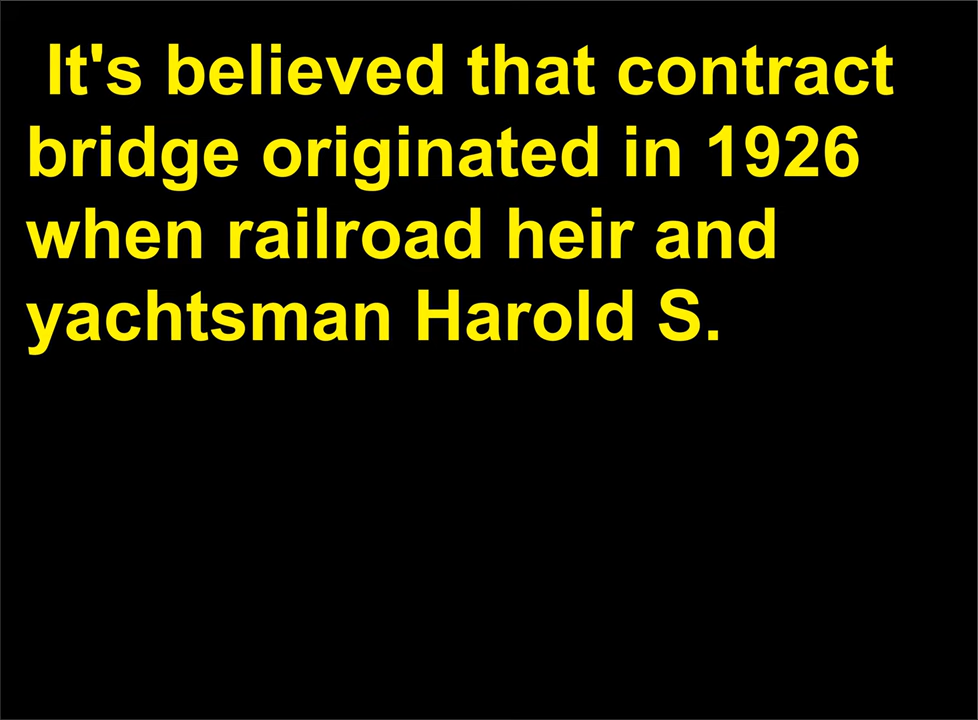 It's believed that contract
bridge originated in 1926
when railroad heir and
yachtsman Harold S.